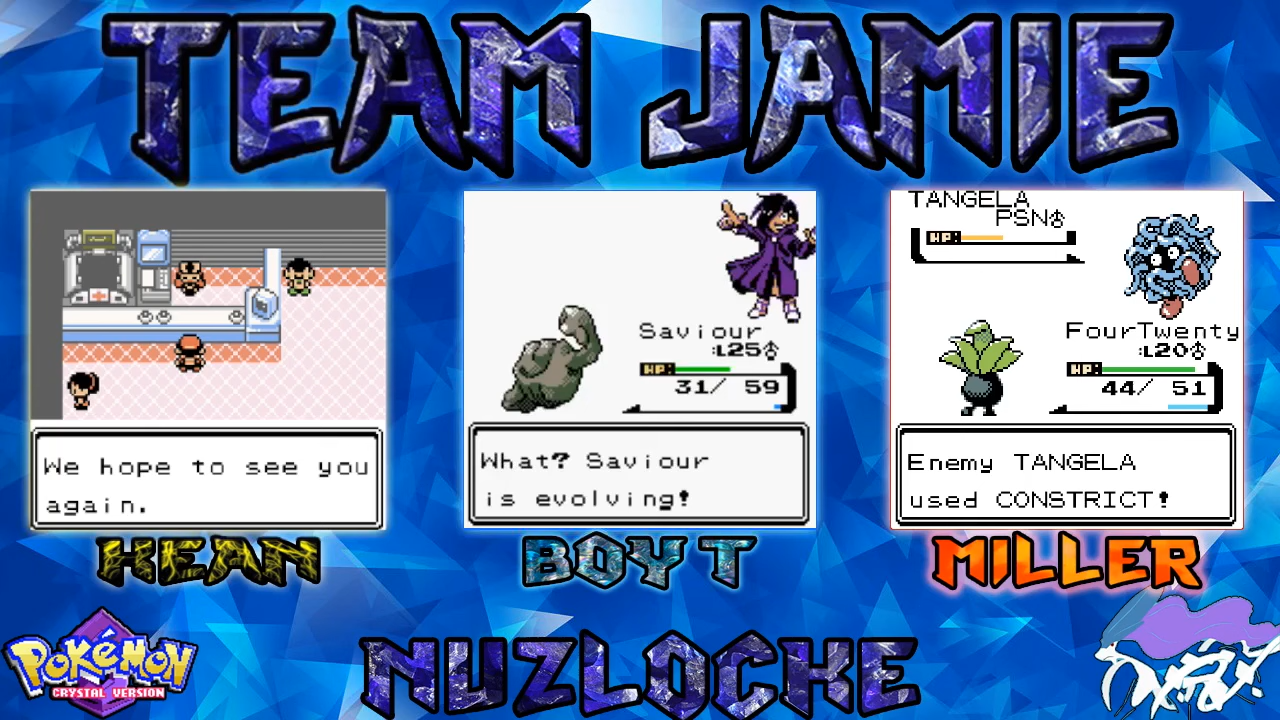 TEAM JAMIE
We hope to see you
again.
Saviour
:L25♂
HP:
31/ 59
What? Saviour
is evolving!
TANGELA
PSN♂
HP:
FourTwenty
:L20♂
HP:
44/ 51
Enemy TANGELA
used CONSTRICT!
KEAN
BOYT
MILLER
POKéMON
CRYSTAL VERSION
NUZLOCKE